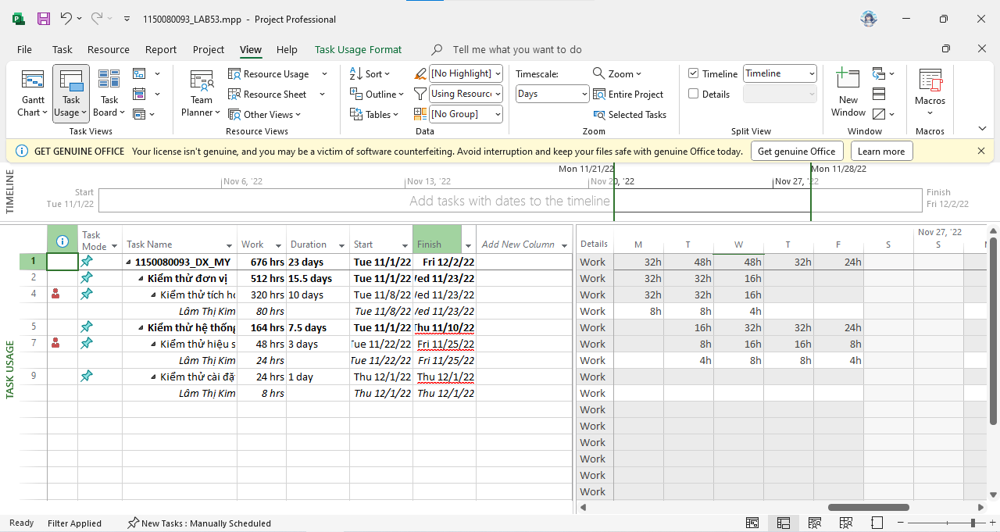 1150080093_LAB53.mpp - Project Professional
File Task Resource Report Project View Help Task Usage Format Tell me what you want to do
Gantt Chart
Task Usage
Task Board
Task Views
Team Planner
Resource Usage
Resource Sheet
Other Views
Resource Views
Sort
Outline
Tables
[No Highlight]
Using Resourc
[No Group]
Data
Timescale:
Days
Zoom
Entire Project
Selected Tasks
Zoom
Timeline Timeline
Details
Split View
New Window
Window
Macros
Macros
GET GENUINE OFFICE Your license isn't genuine, and you may be a victim of software counterfeiting. Avoid interruption and keep your files safe with genuine Office today. Get genuine Office Learn more
TIMELINE
Mon 11/21/22 Mon 11/28/22
Nov 6, '22 Nov 13, '22 Nov 20, '22 Nov 27, '22
Start
Tue 11/1/22
Add tasks with dates to the timeline
Finish
Fri 12/2/22
TASK USAGE
Task Mode Task Name Work Duration Start Finish Add New Column Details Nov 27, '22
M T W T F S S
1 1150080093_DX_MY 676 hrs 23 days Tue 11/1/22 Fri 12/2/22 Work 32h 48h 48h 32h 24h
2 Kiểm thử đơn vị 512 hrs 15.5 days Tue 11/1/22 Ved 11/23/22 Work 32h 32h 16h
4 Kiểm thử tích hợ 320 hrs 10 days Tue 11/8/22 Ved 11/23/22 Work 32h 32h 16h
Lâm Thị Kim 80 hrs Tue 11/8/22 Ved 11/23/22 Work 8h 8h 4h
5 Kiểm thử hệ thống 164 hrs 7.5 days Tue 11/1/22 Thu 11/10/22 Work 16h 32h 32h 24h
7 Kiểm thử hiệu s 48 hrs 3 days Tue 11/22/22 Fri 11/25/22 Work 8h 16h 16h 8h
Lâm Thị Kim 24 hrs Tue 11/22/22 Fri 11/25/22 Work 4h 8h 8h 4h
9 Kiểm thử cài đặ 24 hrs 1 day Thu 12/1/22 Thu 12/1/22 Work
Lâm Thị Kim 8 hrs Thu 12/1/22 Thu 12/1/22 Work
Work
Work
Work
Work
Work
Work
Ready Filter Applied New Tasks : Manually Scheduled